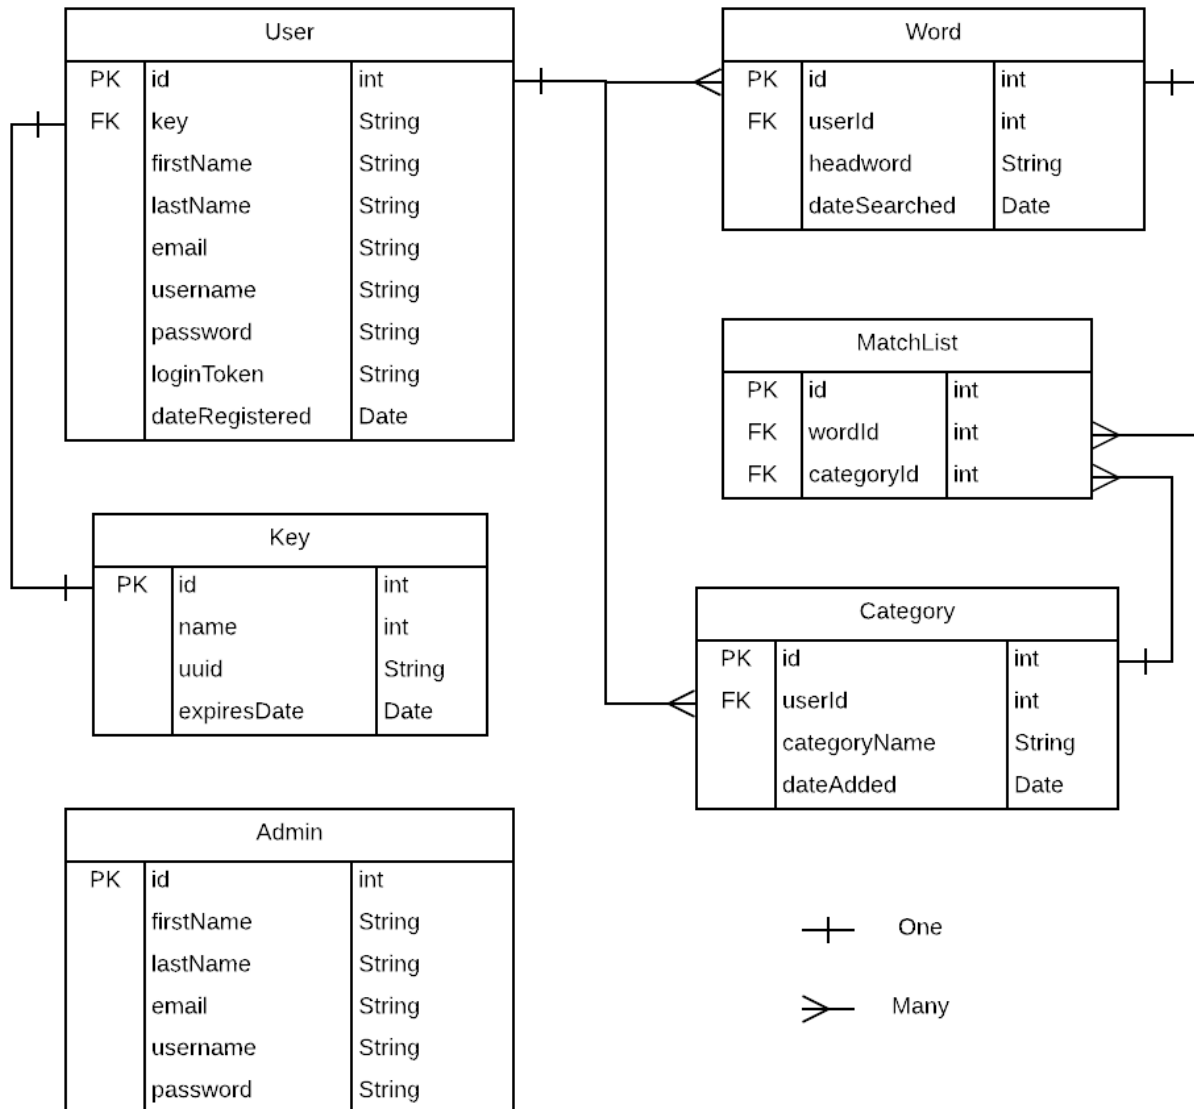 User
PK id int
FK key String
firstName String
lastName String
email String
username String
password String
loginToken String
dateRegistered Date
Key
PK id int
name int
uuid String
expiresDate Date
Admin
PK id int
firstName String
lastName String
email String
username String
password String
Word
PK id int
FK userId int
headword String
dateSearched Date
MatchList
PK id int
FK wordId int
FK categoryId int
Category
PK id int
FK userId int
categoryName String
dateAdded Date
One
Many